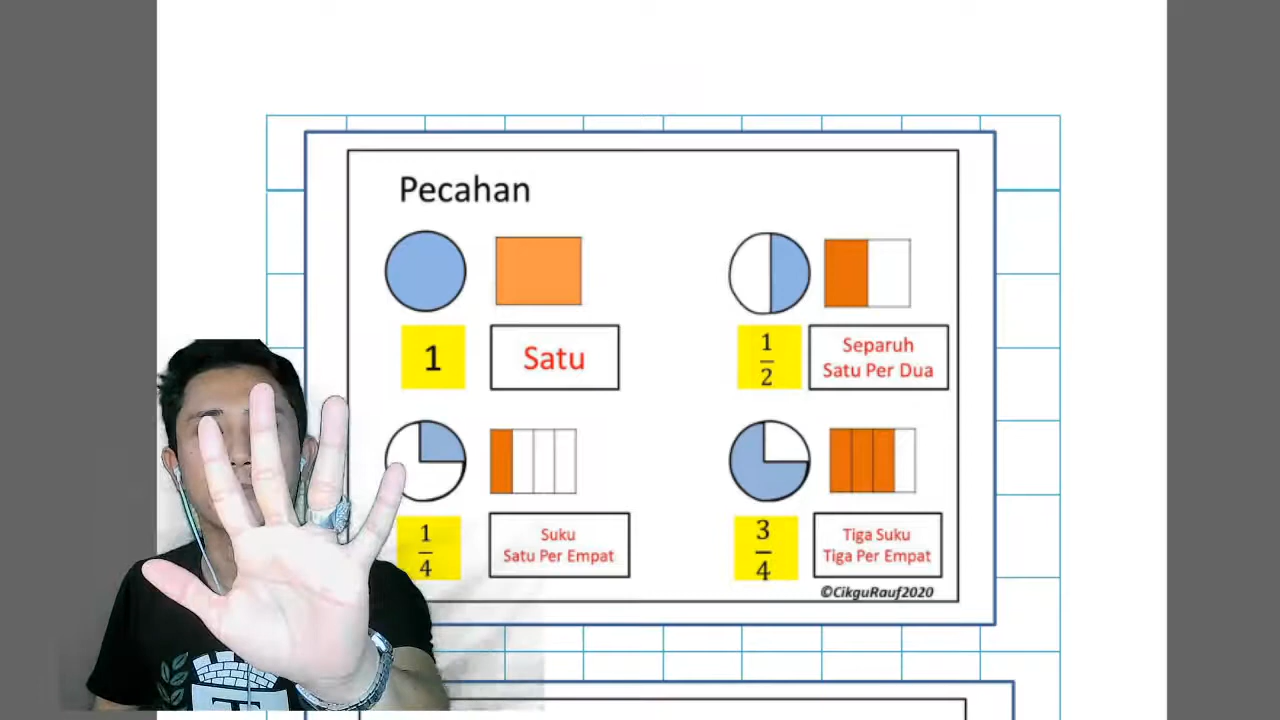 Pecahan
1
Satu
1
2
Separuh
Satu Per Dua
1
4
Suku
Satu Per Empat
3
4
Tiga Suku
Tiga Per Empat
©CikguRauf2020